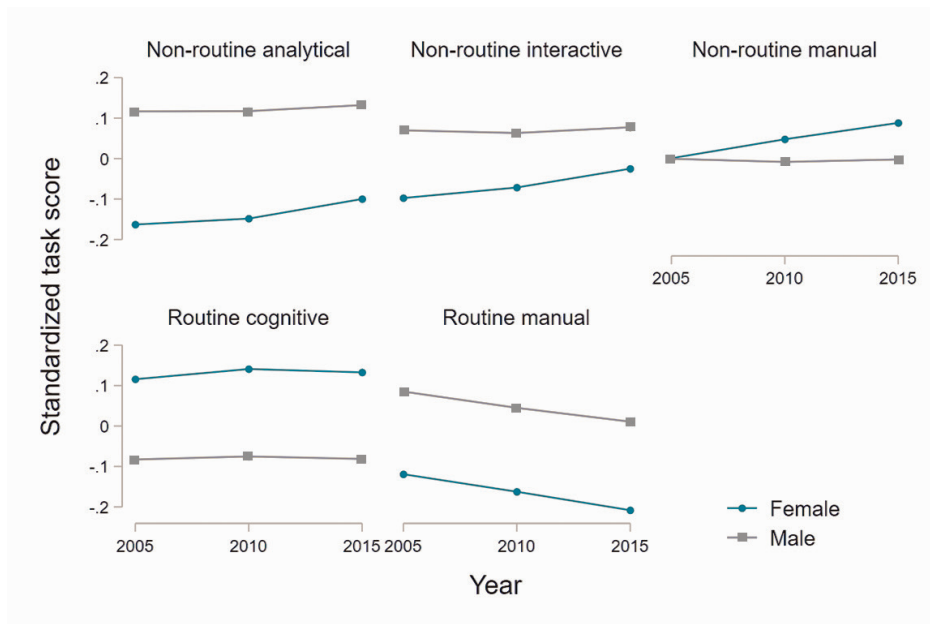 Non-routine analytical
Non-routine interactive
Non-routine manual
.2
.1
0
-.1
-.2
2005
2010
2015
Standardized task score
Routine cognitive
Routine manual
.2
.1
0
-.1
-.2
2005
2010
2015
2005
2010
2015
Female
Male
Year